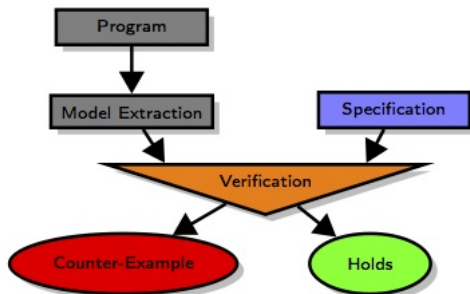 Program
Model Extraction
Specification
Verification
Counter-Example
Holds